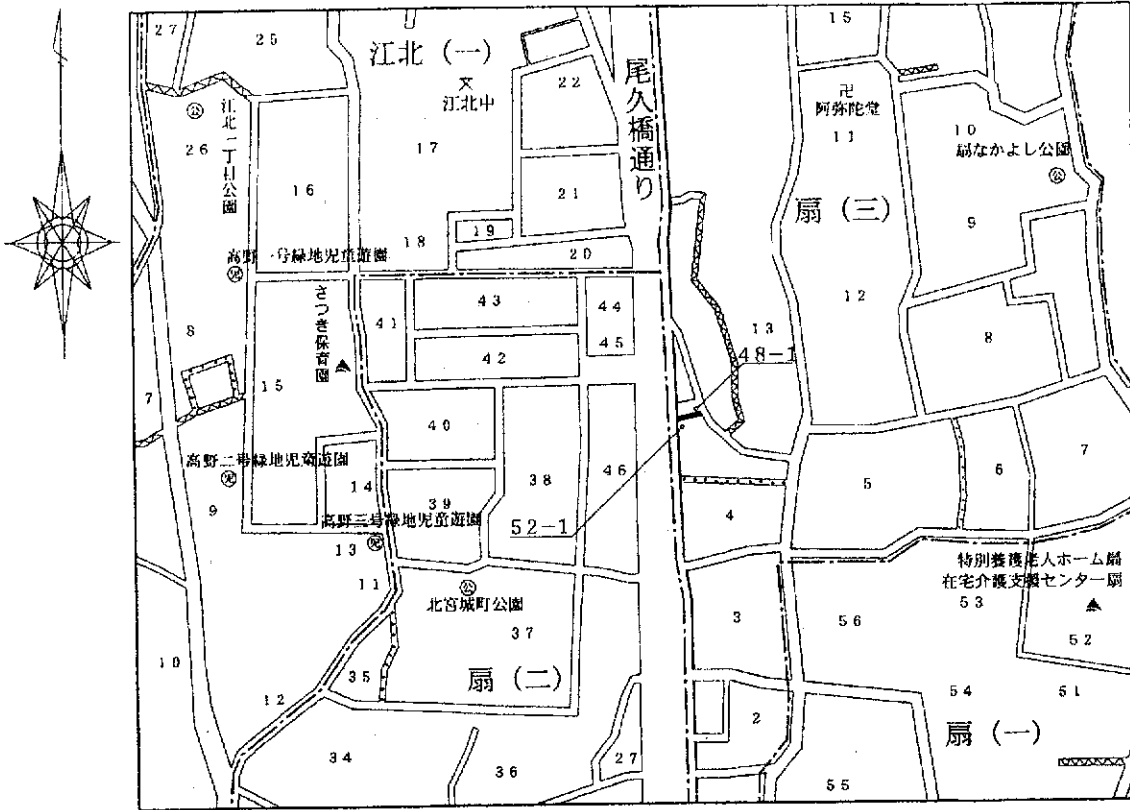 27
25
江北（一）
文
江北中
22
尾久橋通り
15
卍
阿弥陀堂
11
10
扇なかよし公園
公
公
江北一丁目公園
26
17
16
21
扇（三）
9
19
18
20
高野一号緑地児童遊園
児
さつき保育園
43
44
41
12
8
13
8
45
42
48-1
7
15
40
高野二号緑地児童遊園
児
46
38
7
14
5
6
9
39
4
高野三号緑地児童遊園
52-1
13
児
特別養護老人ホーム扇
在宅介護支援センター扇
11
公
北宮城町公園
53
3
56
37
52
10
35
扇（二）
12
54
51
2
扇（一）
34
36
27
55